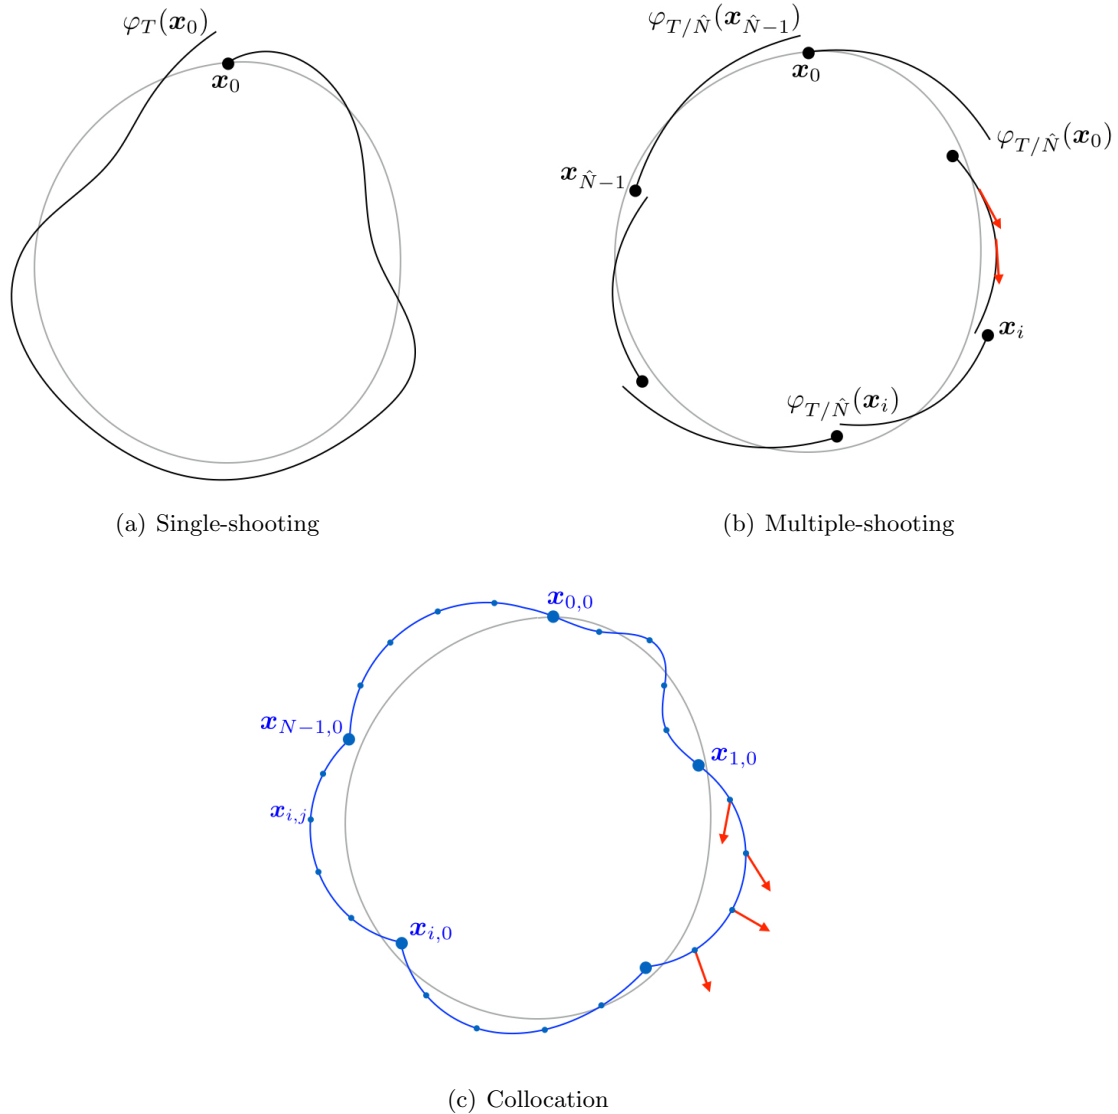 φ_T(x_0)
x_0
φ_{T/N̂}(x_{N̂−1})
x_0
φ_{T/N̂}(x_0)
x_{N̂−1}
x_i
φ_{T/N̂}(x_i)
(a) Single-shooting
(b) Multiple-shooting
x_{0,0}
x_{N−1,0}
x_{1,0}
x_{i,j}
x_{i,0}
(c) Collocation